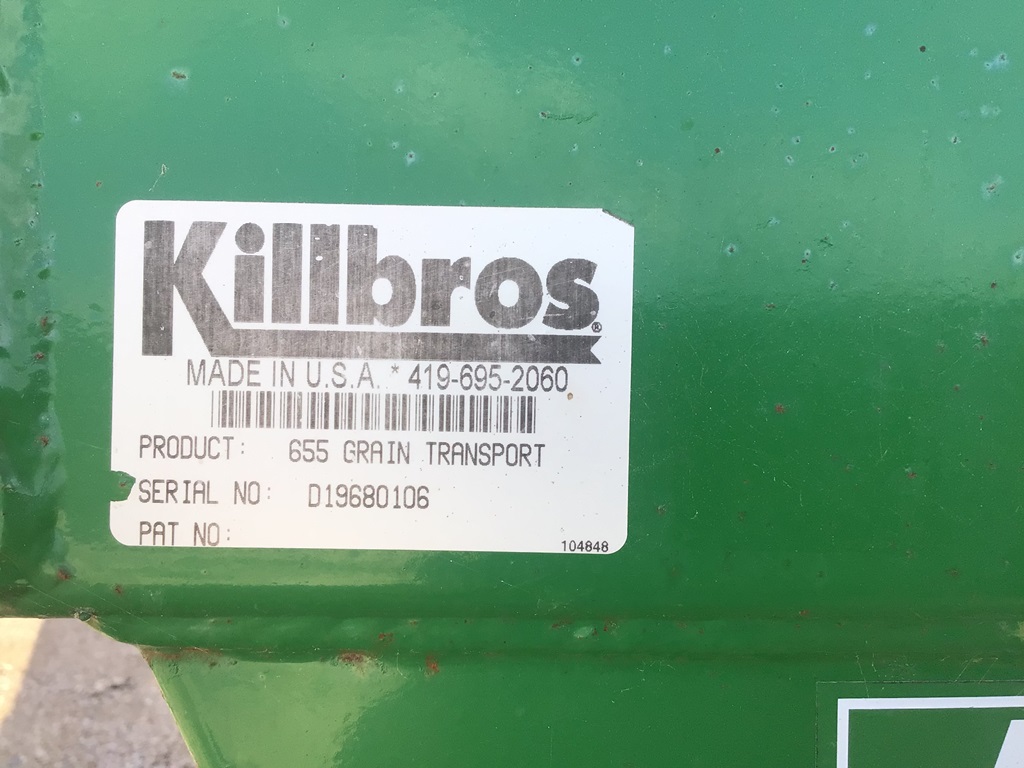 Killbros®
MADE IN U.S.A. * 419-695-2060
PRODUCT: 655 GRAIN TRANSPORT
SERIAL NO: D19680106
PAT NO:
104848